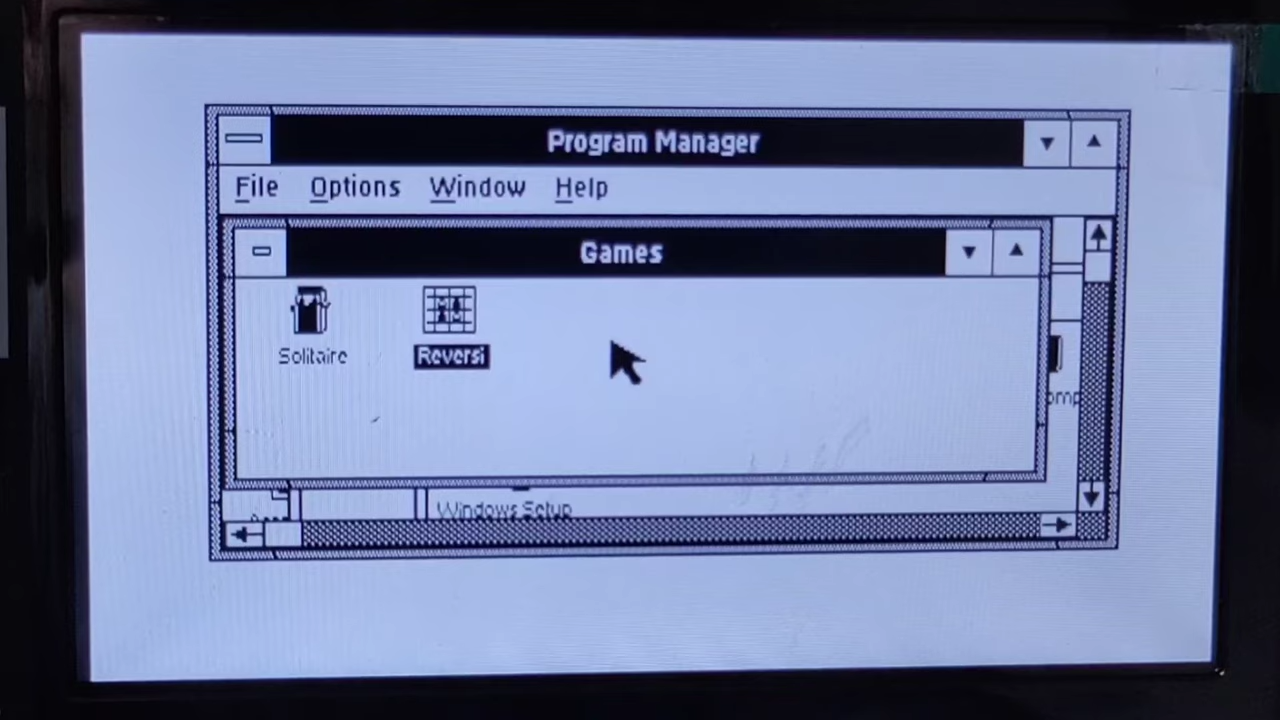 Program Manager
File Options Window Help
Games
Solitaire Reversi
Windows Setup